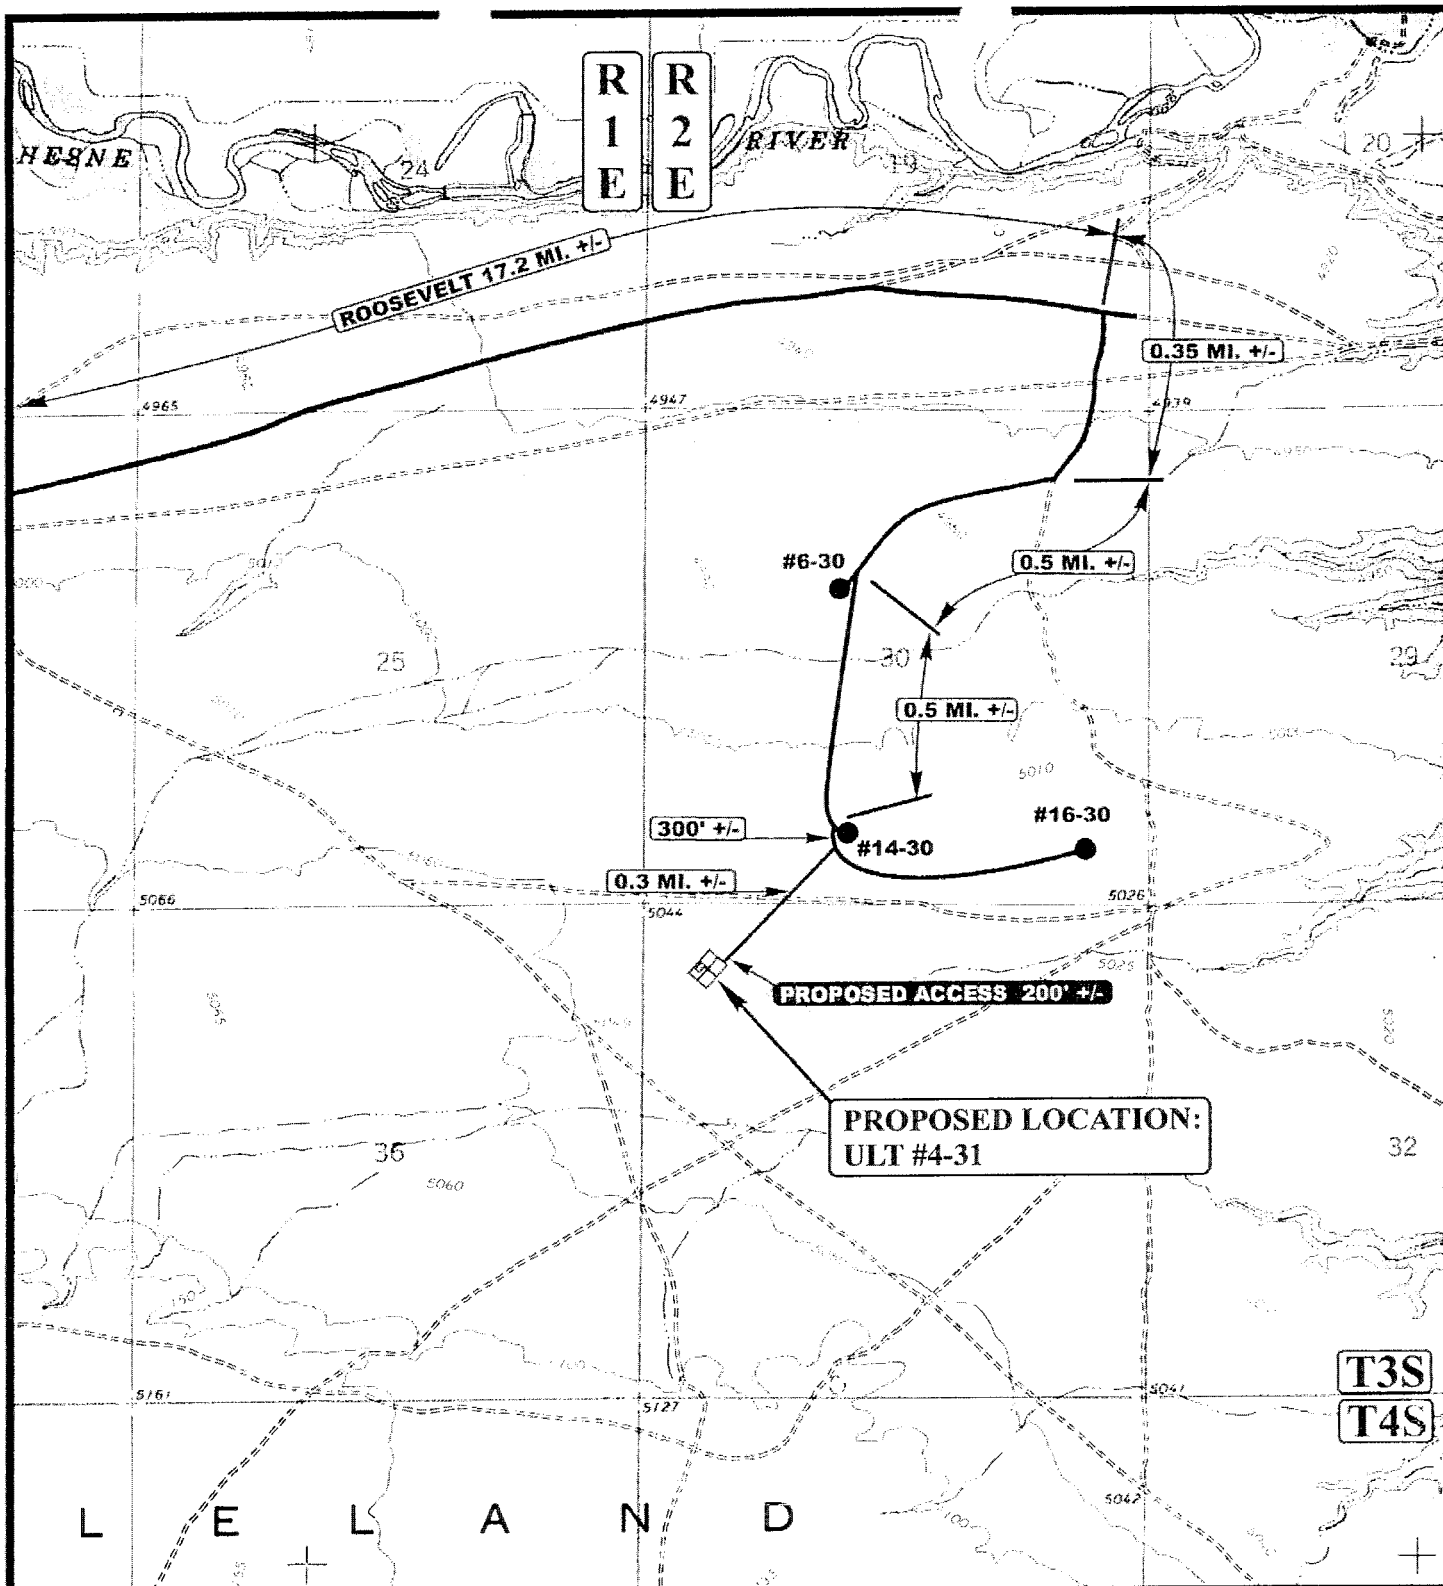 R 1 E
R 2 E
HESNE
RIVER
24
19
20
ROOSEVELT 17.2 MI. +/-
0.35 MI. +/-
4965
4947
4939
#6-30
0.5 MI. +/-
25
30
29
0.5 MI. +/-
5010
#16-30
300' +/-
#14-30
0.3 MI. +/-
5066
5044
5026
5025
PROPOSED ACCESS 200' +/-
5065
5020
PROPOSED LOCATION:
ULT #4-31
36
32
5060
T3S
5161
5127
5041
T4S
5042
L E L A N D